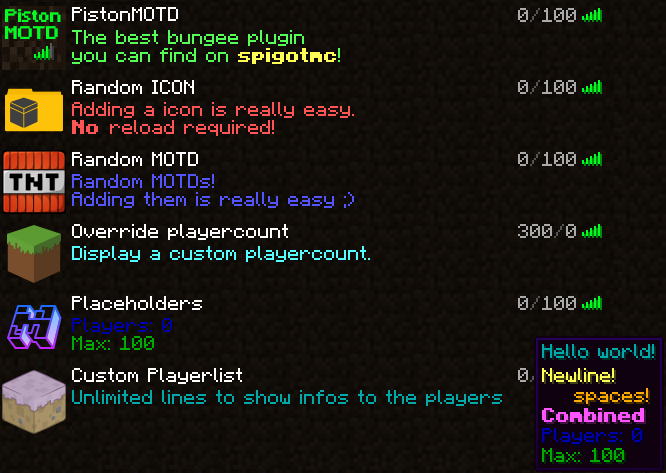 Piston
MOTD
PistonMOTD
0/100
The best bungee plugin
you can find on spigotmc!
Random ICON
0/100
Adding a icon is really easy.
No reload required!
TNT
Random MOTD
0/100
Random MOTDs!
Adding them is really easy ;)
Override playercount
300/0
Display a custom playercount.
Placeholders
0/100
Players: 0
Max: 100
Custom Playerlist
0/
Unlimited lines to show infos to the players
Hello world!
Newline!
spaces!
Combined
Players: 0
Max: 100